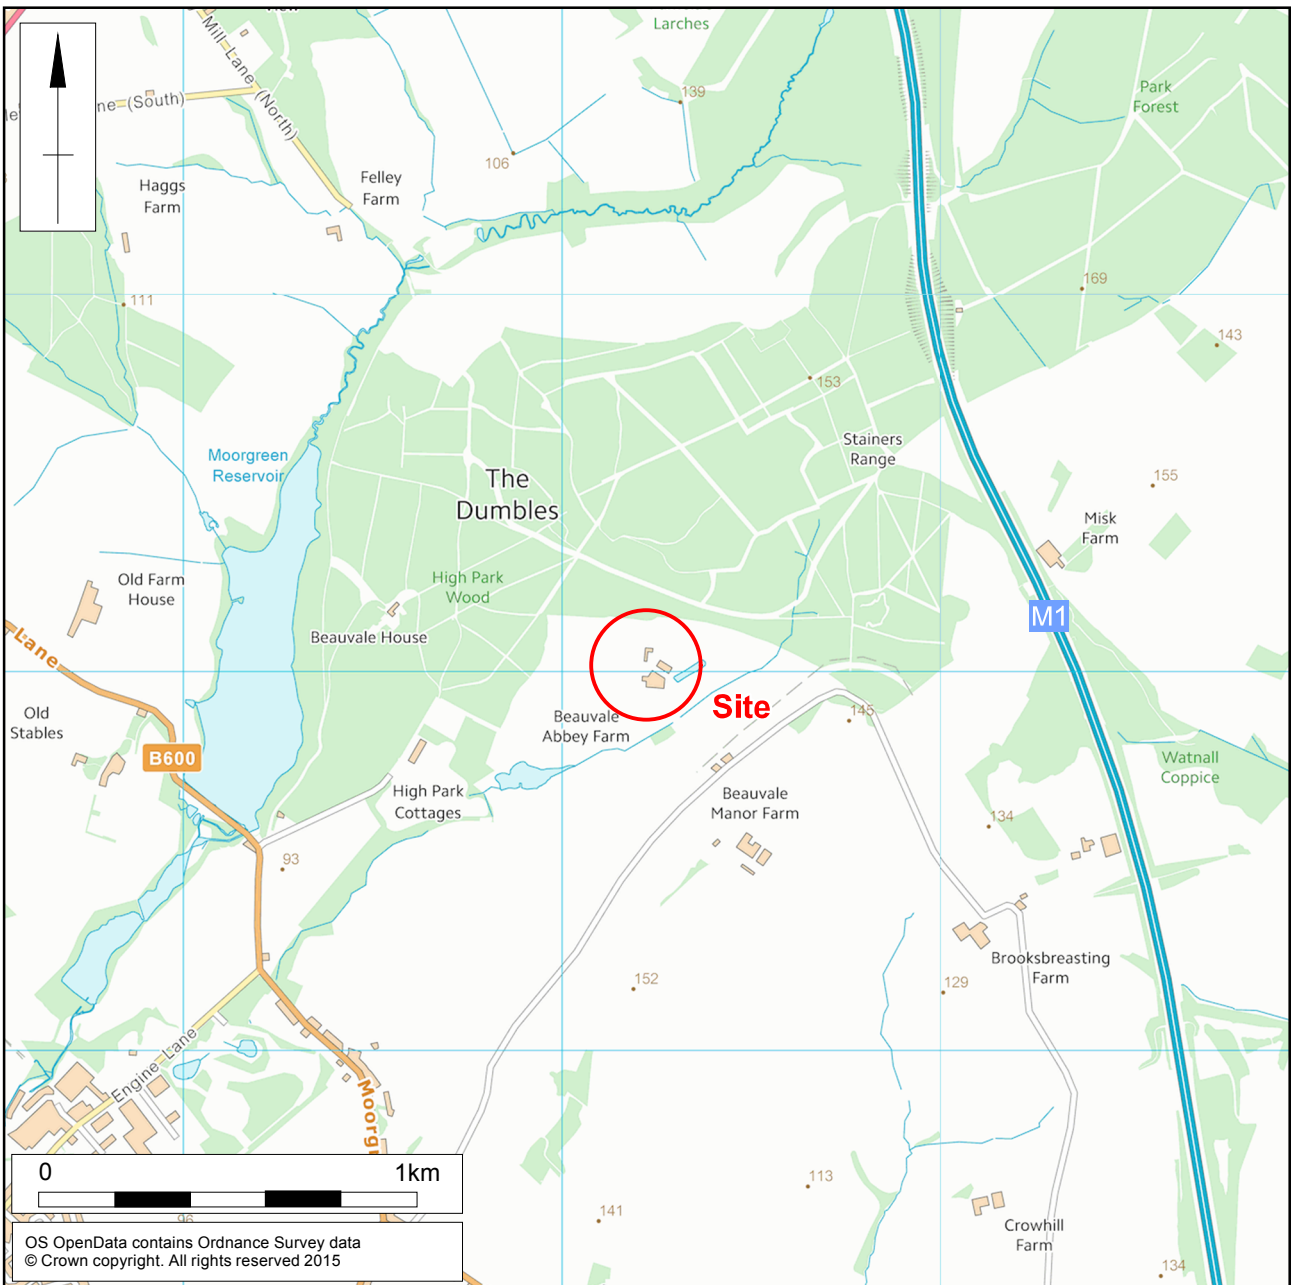 Larches
Mill Lane (North)
ne (South)
139
Park
Forest
106
Haggs
Farm
Felley
Farm
111
169
143
153
Stainers
Range
Moorgreen
Reservoir
The
Dumbles
155
Misk
Farm
Old Farm
House
High Park
Wood
M1
Lane
Beauvale House
Site
Old
Stables
Beauvale
Abbey Farm
145
B600
Watnall
Coppice
High Park
Cottages
Beauvale
Manor Farm
134
93
Brooksbreasting
Farm
152
129
Engine Lane
Moorg
0 1km
113
141
Crowhill
Farm
134
OS OpenData contains Ordnance Survey data
© Crown copyright. All rights reserved 2015